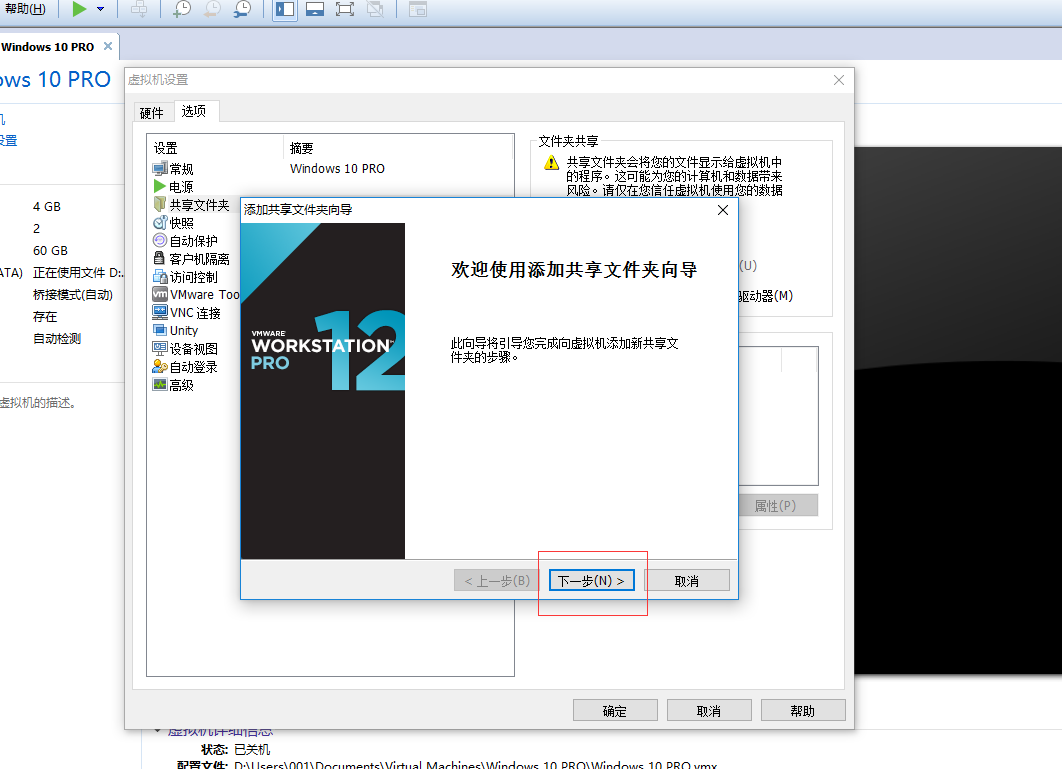 帮助(H)
Windows 10 PRO
ows 10 PRO
虚拟机设置
机
设置
硬件
选项
设置
摘要
常规
Windows 10 PRO
电源
共享文件夹
快照
自动保护
客户机隔离
访问控制
VMware Too
VNC 连接
Unity
设备视图
自动登录
高级
文件夹共享
共享文件夹会将您的文件显示给虚拟机中
的程序。这可能为您的计算机和数据带来
风险。请仅在您信任虚拟机使用您的数据
(U)
驱动器(M)
属性(P)
4 GB
2
60 GB
ATA)
正在使用文件 D:..
桥接模式(自动)
存在
自动检测
虚拟机的描述。
添加共享文件夹向导
VMWARE
WORKSTATION™
PRO
12
欢迎使用添加共享文件夹向导
此向导将引导您完成向虚拟机添加新共享文
件夹的步骤。
< 上一步(B)
下一步(N) >
取消
确定
取消
帮助
虚拟机详细信息
状态: 已关机
配置文件: D:\Users\001\Documents\Virtual Machines\Windows 10 PRO\Windows 10 PRO.vmx